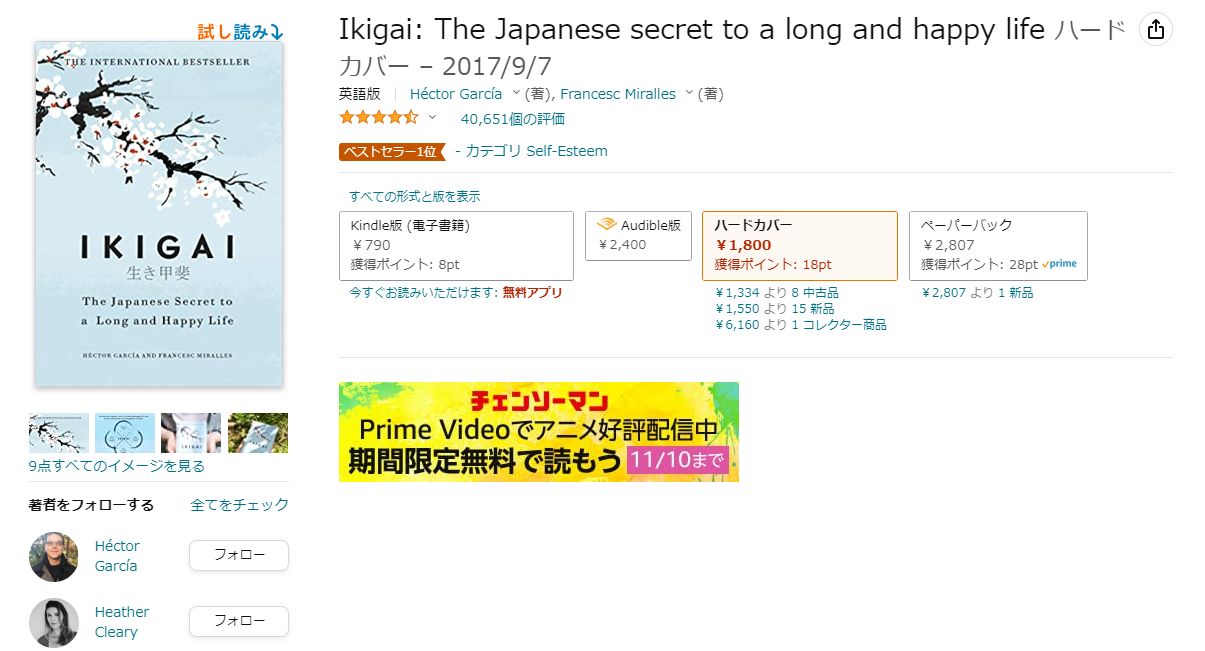 試し読み
THE INTERNATIONAL BESTSELLER
IKIGAI
生き甲斐
The Japanese Secret to
a Long and Happy Life
HÉCTOR GARCÍA AND FRANCESC MIRALLES
IKIGAI
9点すべてのイメージを見る
著者をフォローする 全てをチェック
Héctor
García
フォロー
Heather
Cleary
フォロー
Ikigai: The Japanese secret to a long and happy life ハード
カバー – 2017/9/7
英語版 Héctor García (著), Francesc Miralles (著)
40,651個の評価
ベストセラー1位 - カテゴリ Self-Esteem
すべての形式と版を表示
Kindle版 (電子書籍)
￥790
獲得ポイント: 8pt
今すぐお読みいただけます: 無料アプリ
Audible版
￥2,400
ハードカバー
￥1,800
獲得ポイント: 18pt
￥1,334 より 8 中古品
￥1,550 より 15 新品
￥6,160 より 1 コレクター商品
ペーパーバック
￥2,807
獲得ポイント: 28pt prime
￥2,807 より 1 新品
チェンソーマン
Prime Videoでアニメ好評配信中
期間限定無料で読もう 11/10まで